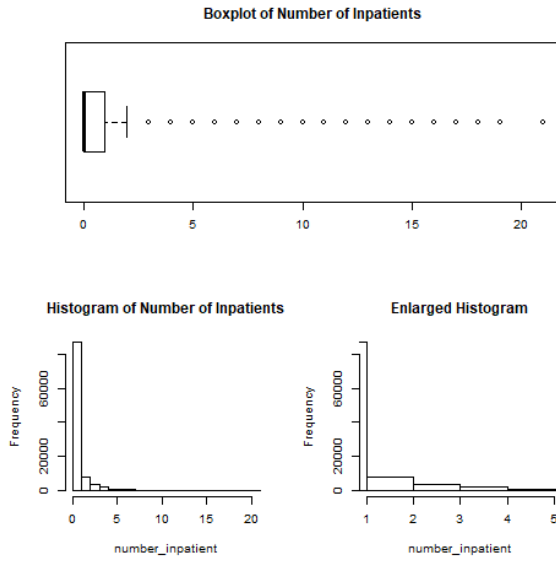 Boxplot of Number of Inpatients
0 5 10 15 20
Histogram of Number of Inpatients
Frequency
60000
20000
0
0 5 10 15 20
number_inpatient
Enlarged Histogram
Frequency
60000
20000
0
1 2 3 4 5
number_inpatient